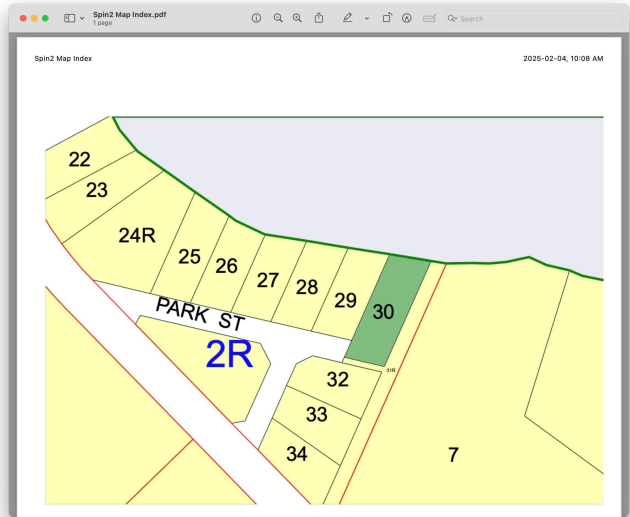 Spin2 Map Index.pdf
1 page
Search
Spin2 Map Index
2025-02-04, 10:08 AM
22
23
24R
25
26
27
28
29
30
PARK ST
2R
31R
32
33
34
7